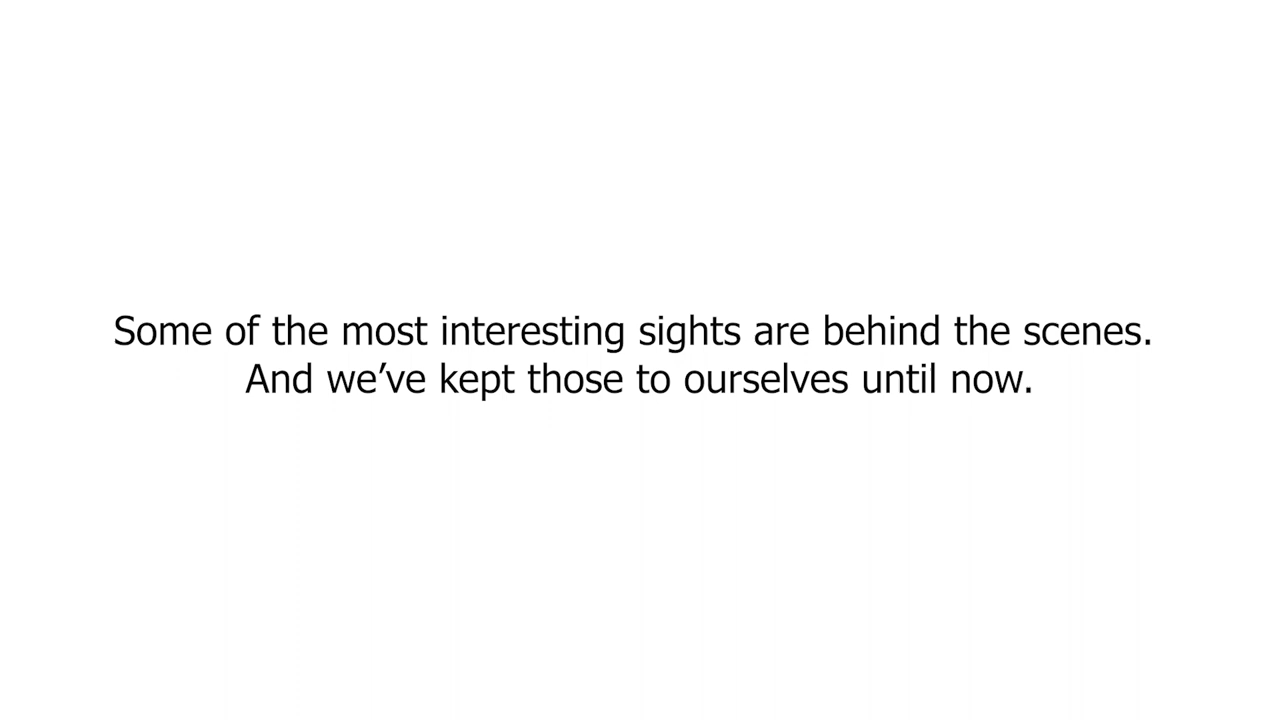 Some of the most interesting sights are behind the scenes.
And we’ve kept those to ourselves until now.